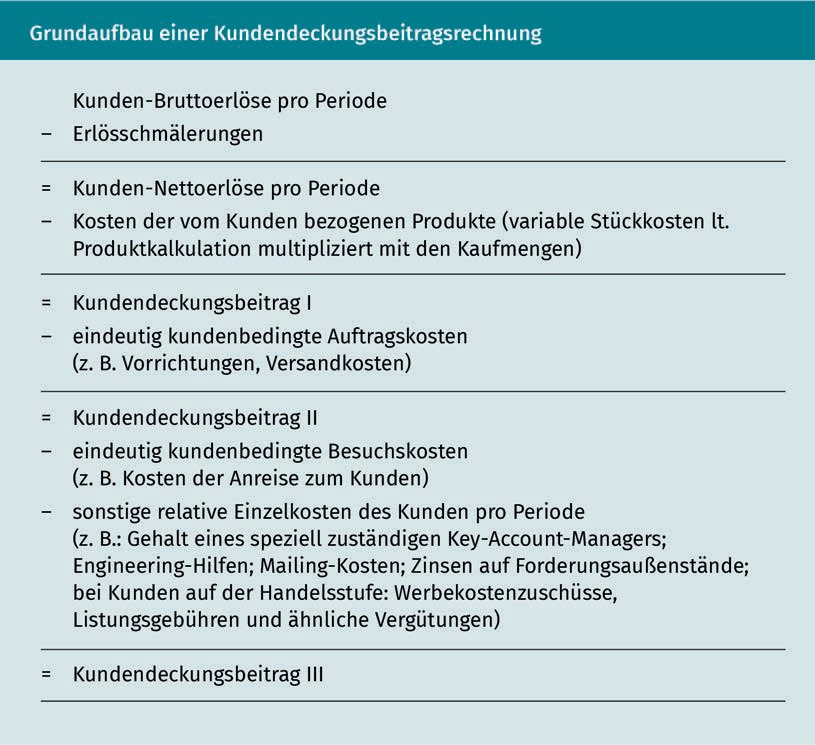 Grundaufbau einer Kundendeckungsbeitragsrechnung
Kunden-Bruttoerlöse pro Periode
– Erlösschmälerungen
= Kunden-Nettoerlöse pro Periode
– Kosten der vom Kunden bezogenen Produkte (variable Stückkosten lt.
Produktkalkulation multipliziert mit den Kaufmengen)
= Kundendeckungsbeitrag I
– eindeutig kundenbedingte Auftragskosten
(z. B. Vorrichtungen, Versandkosten)
= Kundendeckungsbeitrag II
– eindeutig kundenbedingte Besuchskosten
(z. B. Kosten der Anreise zum Kunden)
– sonstige relative Einzelkosten des Kunden pro Periode
(z. B.: Gehalt eines speziell zuständigen Key-Account-Managers;
Engineering-Hilfen; Mailing-Kosten; Zinsen auf Forderungsaußenstände;
bei Kunden auf der Handelsstufe: Werbekostenzuschüsse,
Listungsgebühren und ähnliche Vergütungen)
= Kundendeckungsbeitrag III